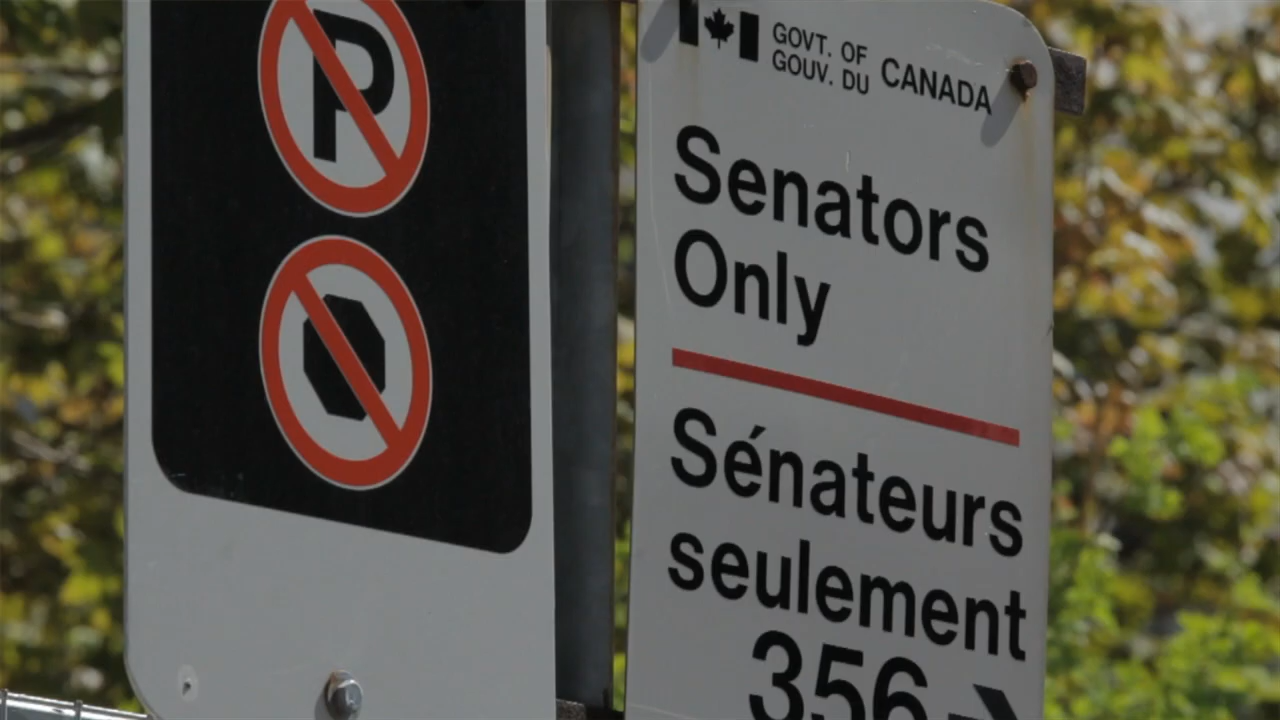 P
GOVT. OF
GOUV. DU CANADA
Senators
Only
Sénateurs
seulement
356